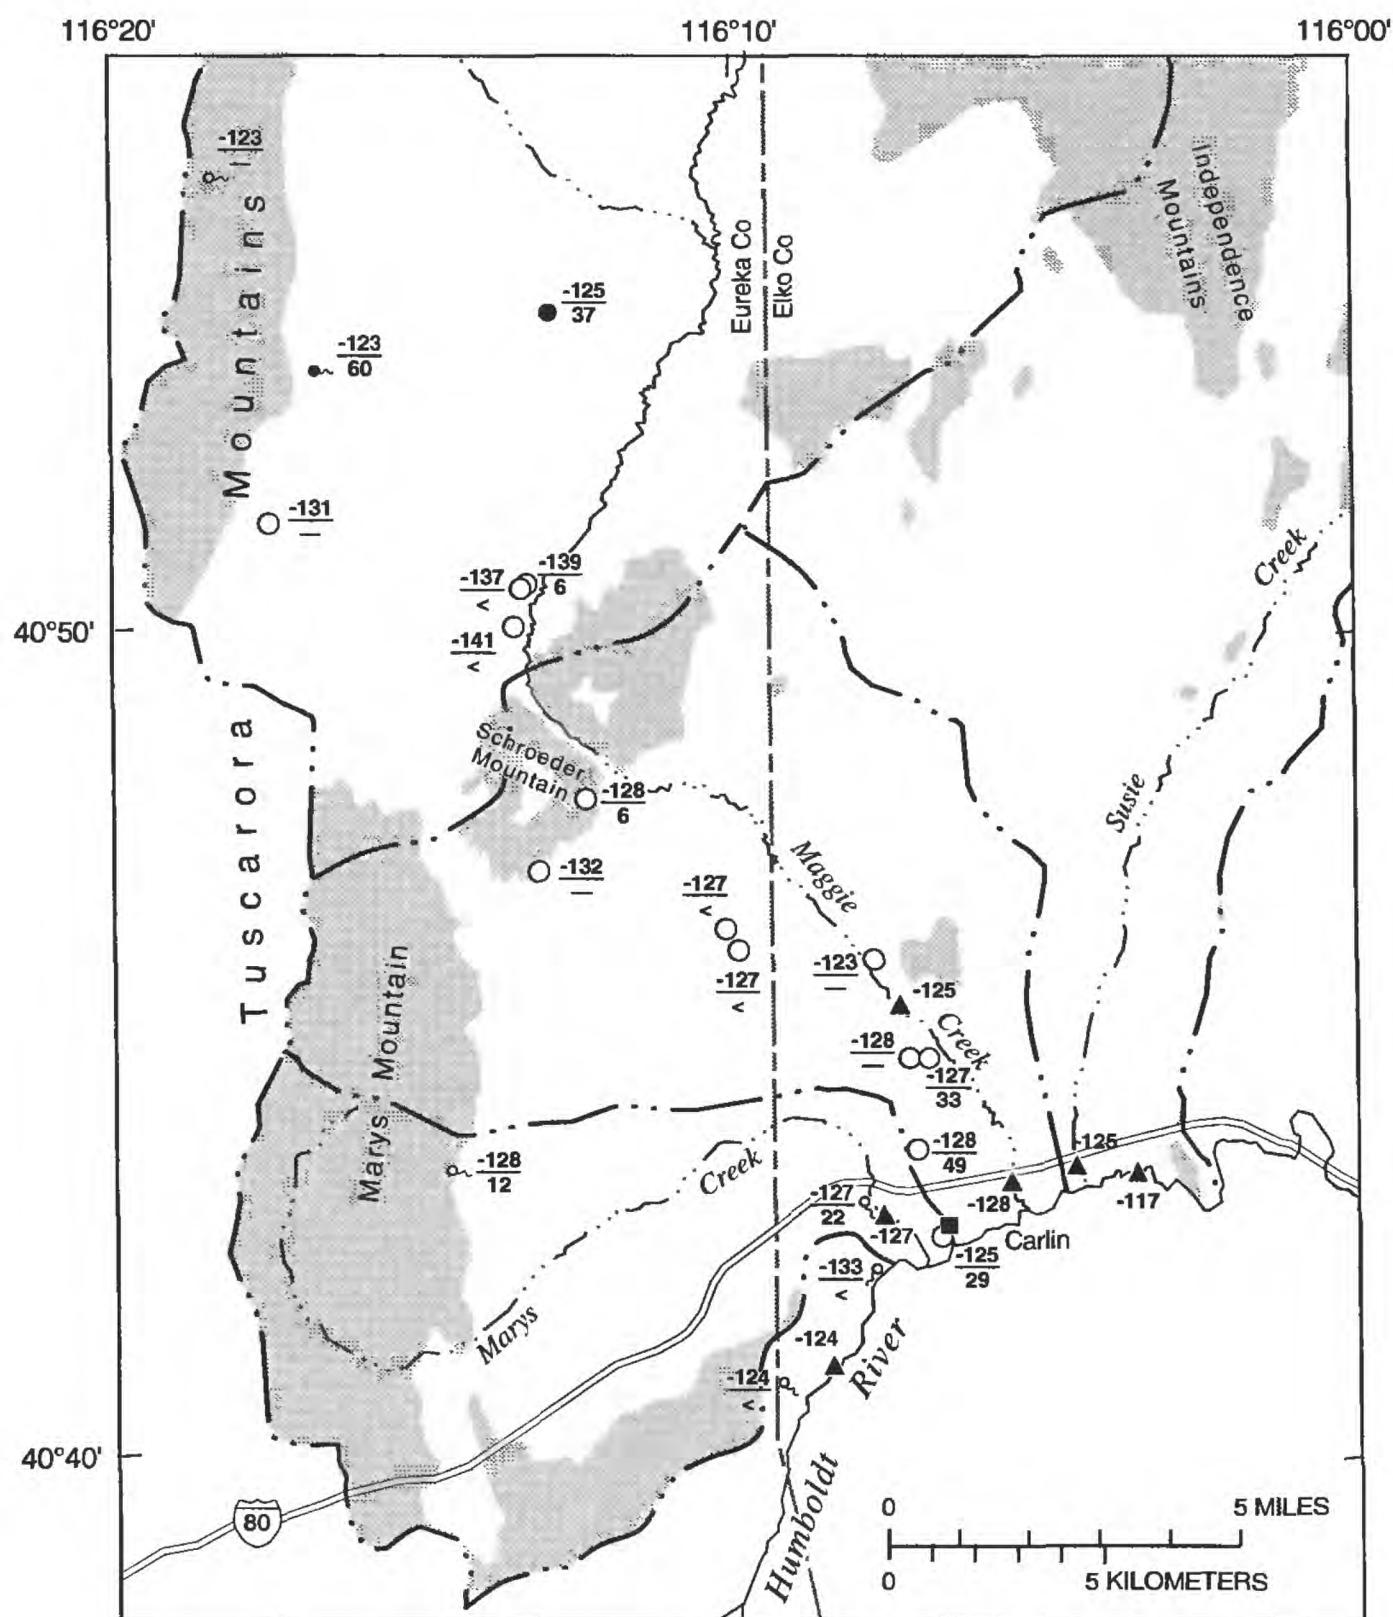 116°20'
116°10'
116°00'
-123
Mountains
Eureka Co
Elko Co
Independence
Mountains
-125
37
-123
60
-131
—
-137
<
-139
6
-141
<
40°50'
Creek
Susie
Tuscarora
Schroeder
Mountain
-128
6
-132
—
Maggie
Creek
-127
<
-127
<
-123
—
-125
-128
—
-127
33
Marys Mountain
-128
12
Creek
Marys
-128
49
-125
-127
22
-127
-128
-117
Carlin
-125
29
-133
<
-124
-124
<
River
Humboldt
40°40'
80
0
5 MILES
0
5 KILOMETERS